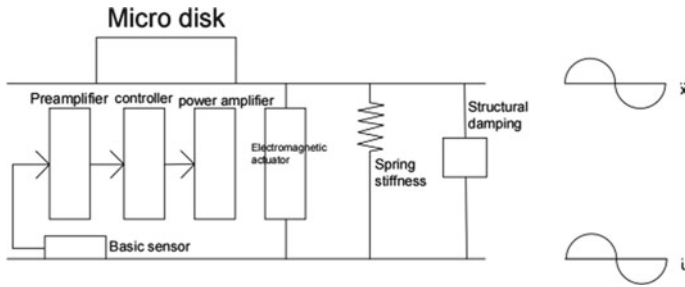 Micro disk
Preamplifier controller power amplifier
Structural
damping
Electromagnetic
actuator
Spring
stiffness
Basic sensor